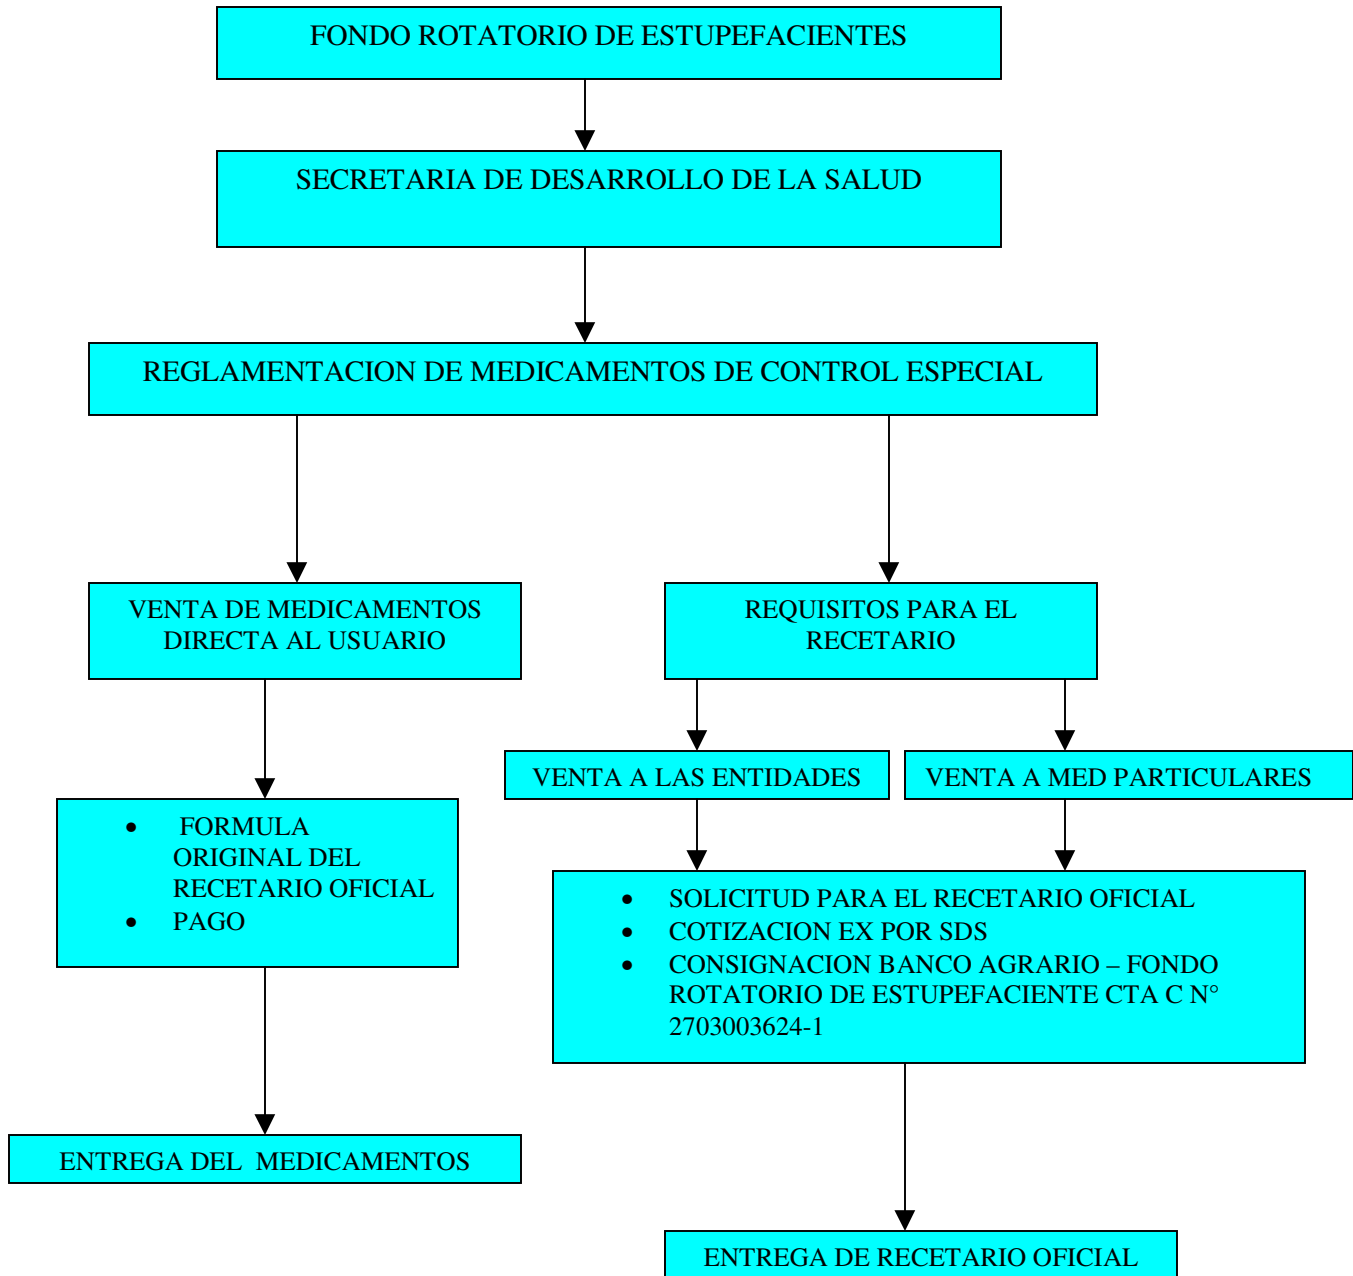 FONDO ROTATORIO DE ESTUPEFACIENTES
SECRETARIA DE DESARROLLO DE LA SALUD
REGLAMENTACION DE MEDICAMENTOS DE CONTROL ESPECIAL
VENTA DE MEDICAMENTOS
DIRECTA AL USUARIO
REQUISITOS PARA EL
RECETARIO
VENTA A LAS ENTIDADES
VENTA A MED PARTICULARES
• FORMULA
ORIGINAL DEL
RECETARIO OFICIAL
• PAGO
• SOLICITUD PARA EL RECETARIO OFICIAL
• COTIZACION EX POR SDS
• CONSIGNACION BANCO AGRARIO – FONDO
ROTATORIO DE ESTUPEFACIENTE CTA C N°
2703003624-1
ENTREGA DEL MEDICAMENTOS
ENTREGA DE RECETARIO OFICIAL